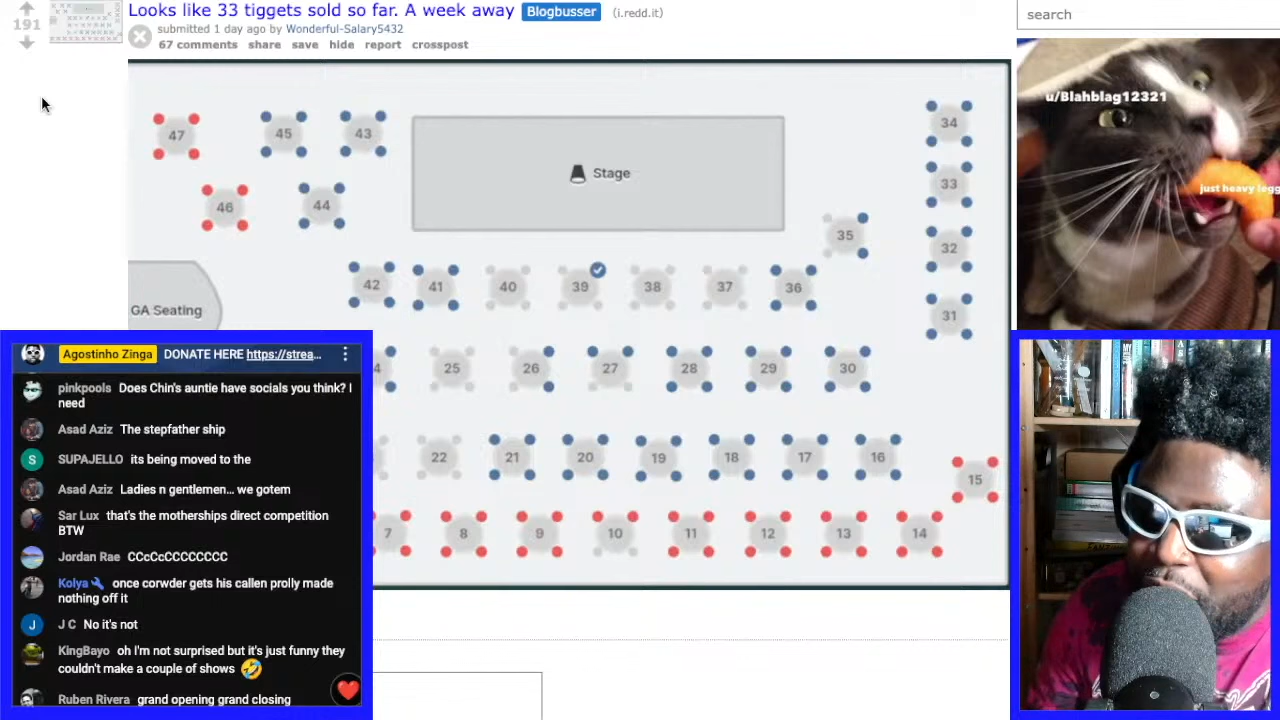 Looks like 33 tiggets sold so far. A week away Blogbusser (i.redd.it)
191
submitted 1 day ago by Wonderful-Salary5432
67 comments share save hide report crosspost
search
u/Blahblag12321
just heavy legg
47 45 43
Stage
34
46 44
33
35
32
42 41 40 39 38 37 36
GA Seating
31
4 25 26 27 28 29 30
22 21 20 19 18 17 16
15
7 8 9 10 11 12 13 14
Agostinho Zinga DONATE HERE https://strea...
pinkpools Does Chin's auntie have socials you think? I
need
Asad Aziz The stepfather ship
S SUPAJELLO its being moved to the
Asad Aziz Ladies n gentlemen... we gotem
Sar Lux that's the motherships direct competition
BTW
Jordan Rae CCcCcCCCCCCCC
Kolya once corwder gets his callen prolly made
nothing off it
J J C No it's not
KingBayo oh I'm not surprised but it's just funny they
couldn't make a couple of shows 🤣
Ruben Rivera grand opening grand closing